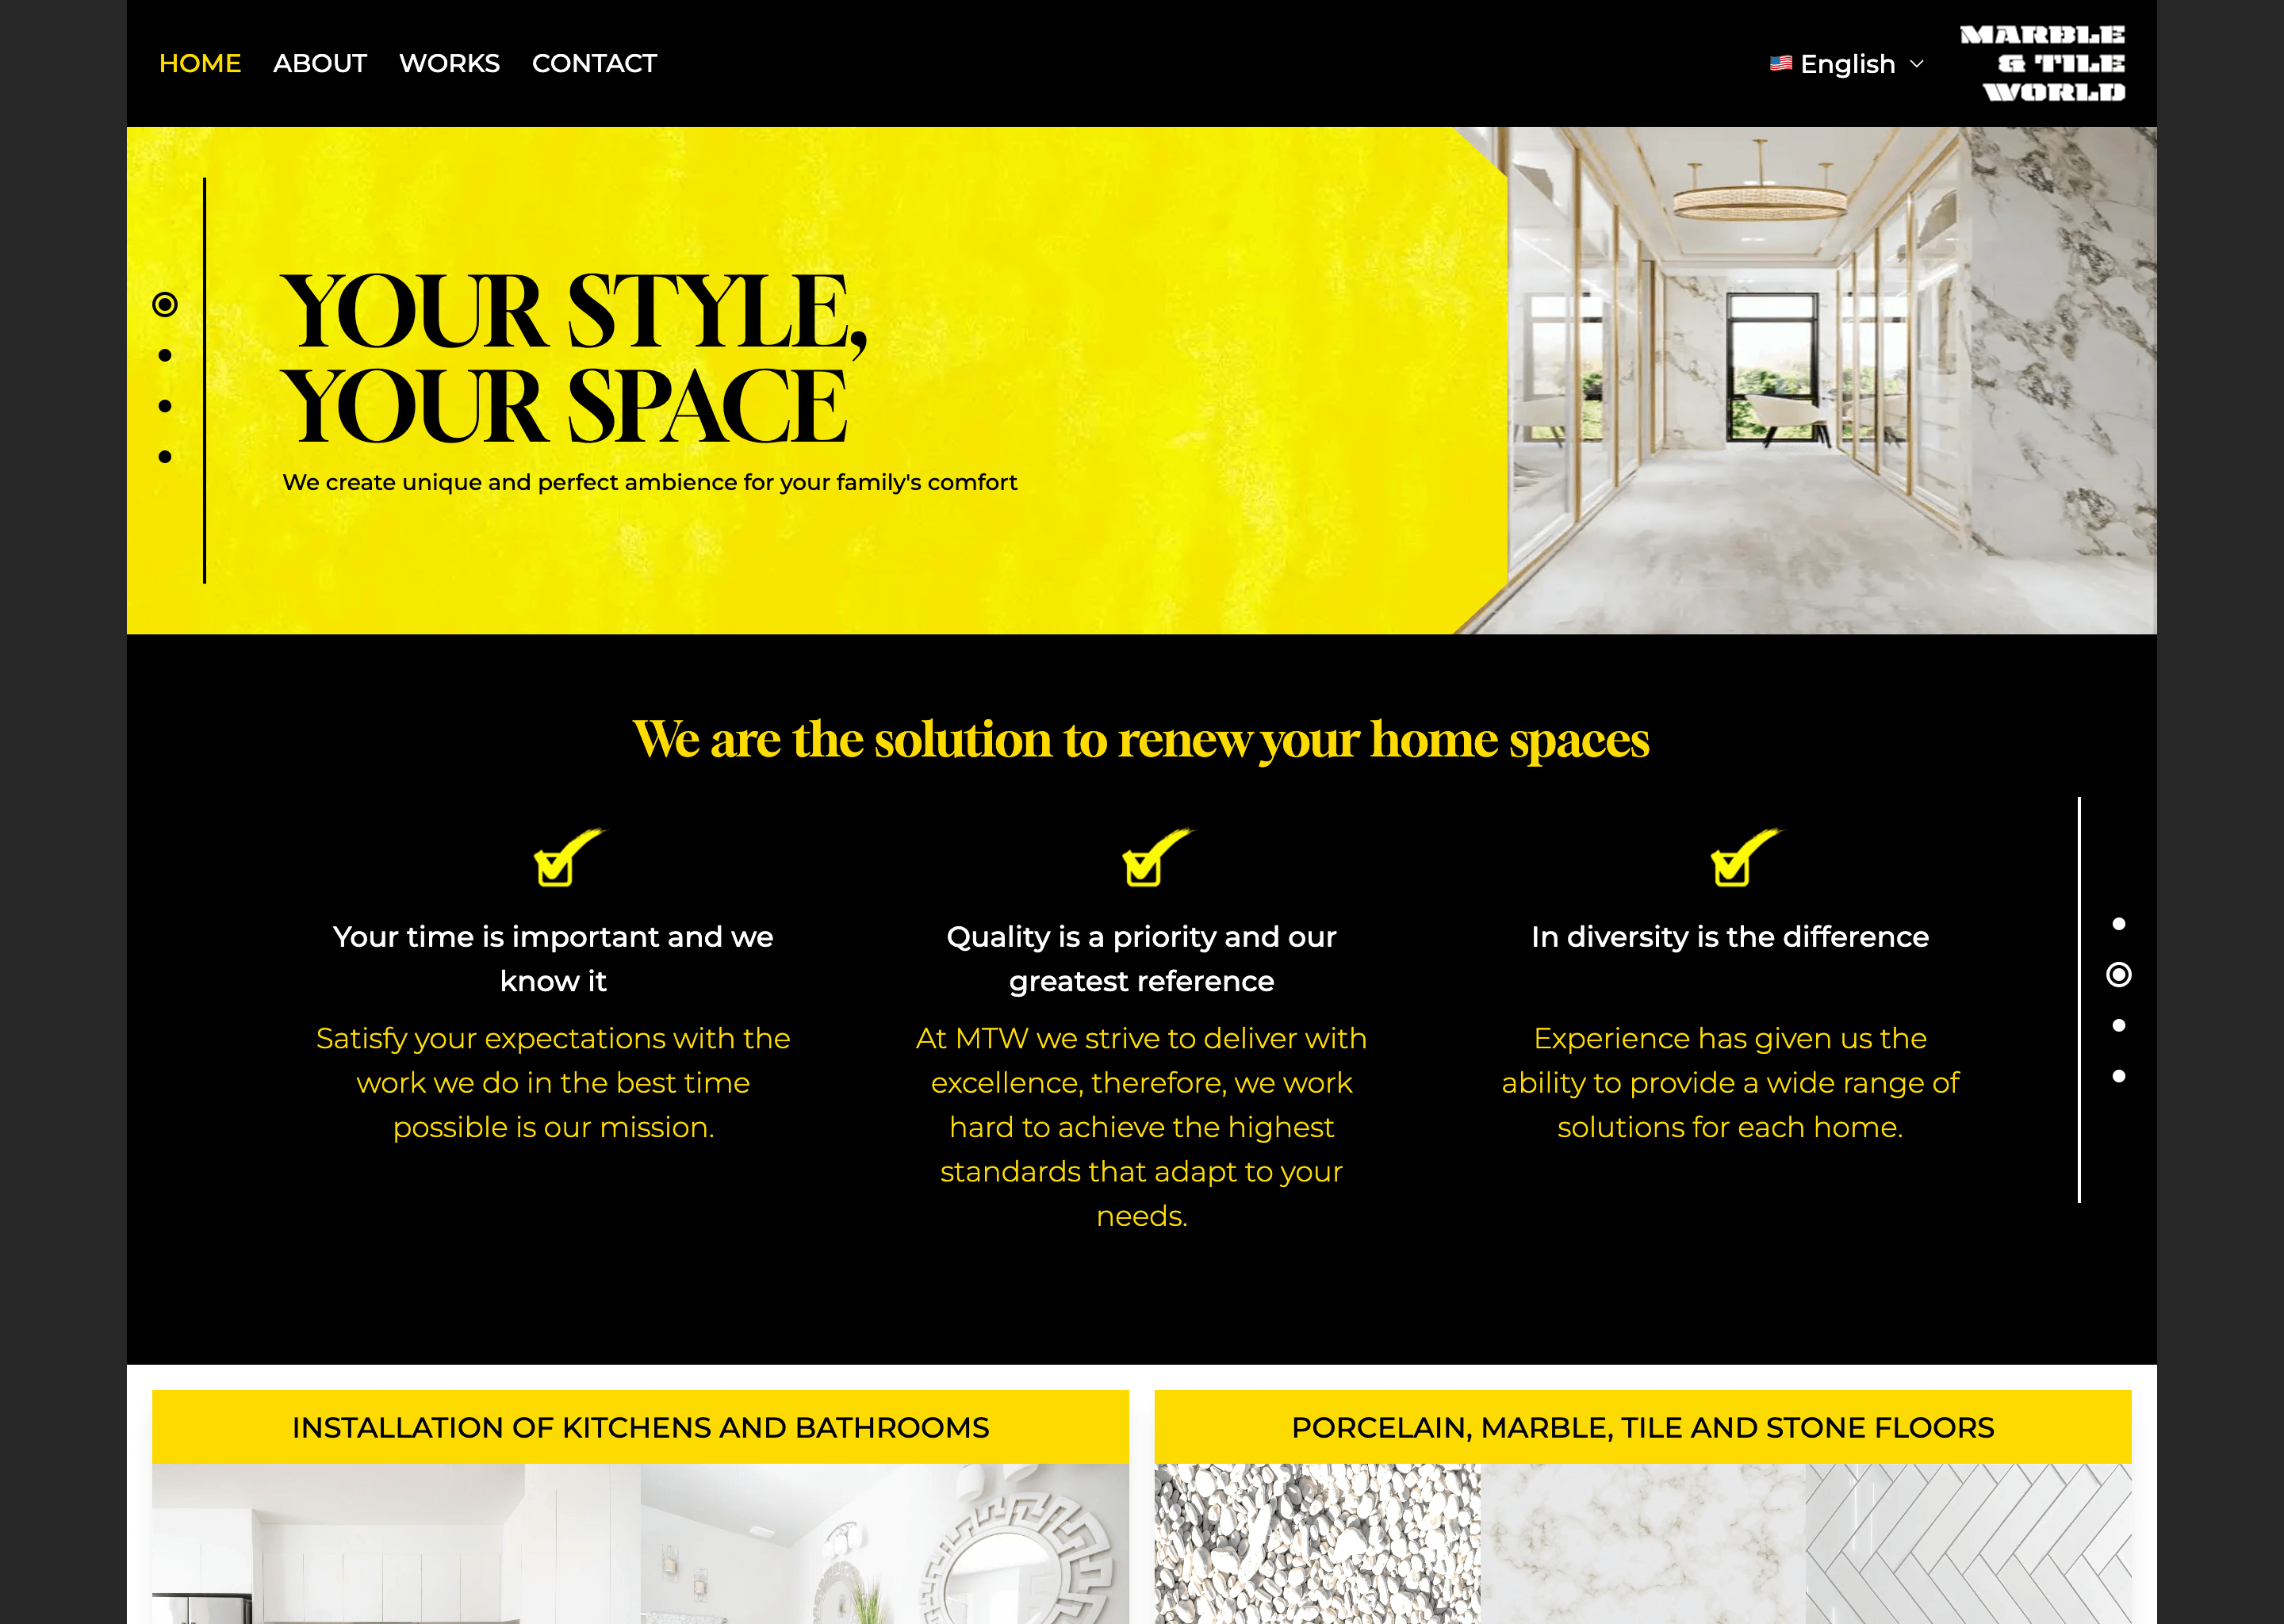 HOME ABOUT WORKS CONTACT
English
MARBLE
& TILE
WORLD
YOUR STYLE,
YOUR SPACE
We create unique and perfect ambience for your family's comfort
We are the solution to renew your home spaces
Your time is important and we
know it
Satisfy your expectations with the
work we do in the best time
possible is our mission.
Quality is a priority and our
greatest reference
At MTW we strive to deliver with
excellence, therefore, we work
hard to achieve the highest
standards that adapt to your
needs.
In diversity is the difference
Experience has given us the
ability to provide a wide range of
solutions for each home.
INSTALLATION OF KITCHENS AND BATHROOMS
PORCELAIN, MARBLE, TILE AND STONE FLOORS